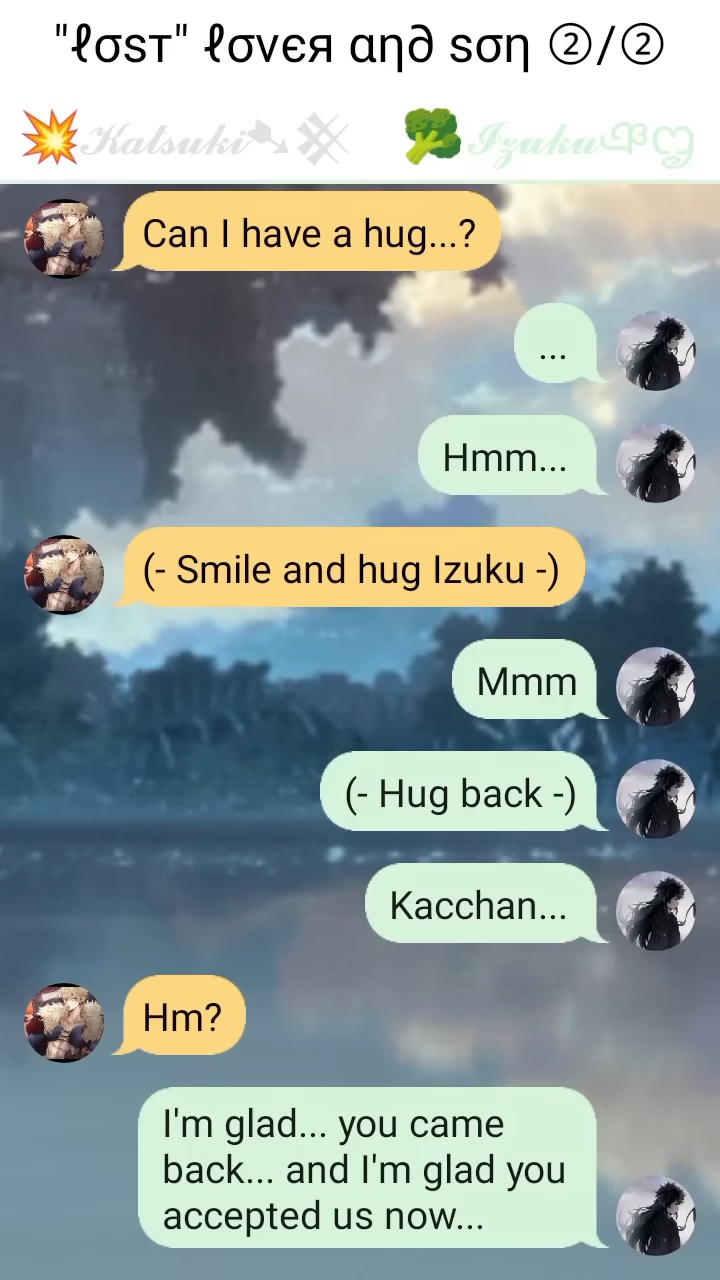 "ℓσѕт" ℓσνєя αη∂ ѕση ②/②
💥𝓚𝓪𝓽𝓼𝓾𝓴𝓲 🥦𝓘𝔃𝓾𝓴𝓾
Can I have a hug...?
...
Hmm...
(- Smile and hug Izuku -)
Mmm
(- Hug back -)
Kacchan...
Hm?
I'm glad... you came
back... and I'm glad you
accepted us now...